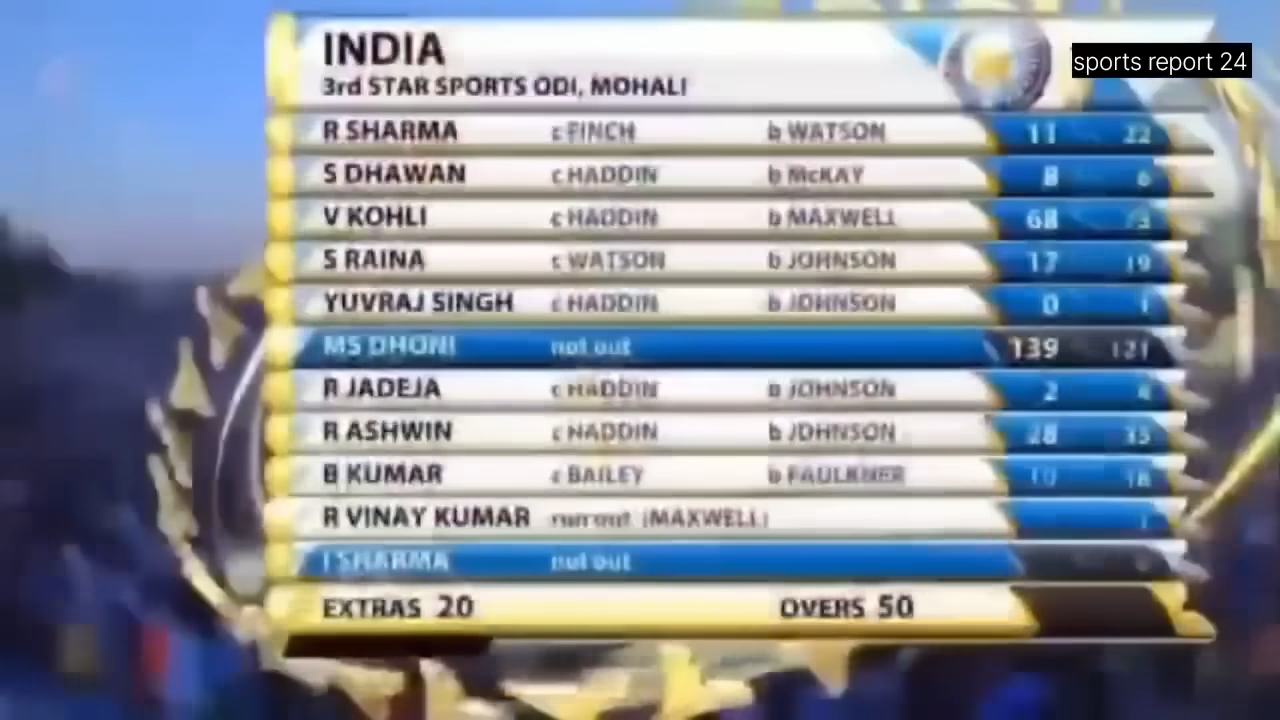 INDIA
3rd STAR SPORTS ODI, MOHALI
sports report 24
R SHARMA c FINCH b WATSON 11 22
S DHAWAN c HADDIN b McKAY 8
V KOHLI c HADDIN b MAXWELL 68
S RAINA c WATSON b JOHNSON 17 19
YUVRAJ SINGH c HADDIN b JOHNSON 0 1
MS DHONI not out 139 121
R JADEJA c HADDIN b JOHNSON 2
R ASHWIN c HADDIN b JOHNSON 28 35
B KUMAR c BAILEY b FAULKNER 10 18
R VINAY KUMAR run out (MAXWELL)
I SHARMA not out
EXTRAS 20 OVERS 50